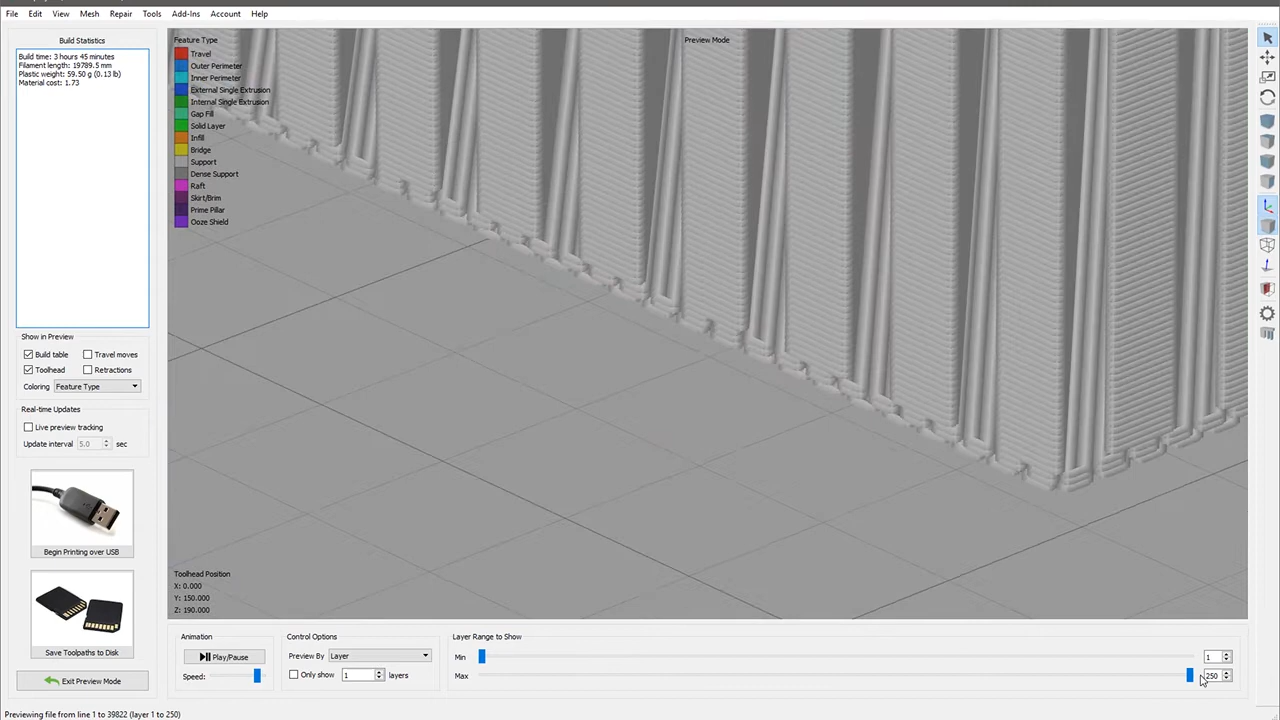 File Edit View Mesh Repair Tools Add-Ins Account Help
Build Statistics
Build time: 3 hours 45 minutes
Filament length: 19789.5 mm
Plastic weight: 59.50 g (0.13 lb)
Material cost: 1.73
Show in Preview
Build table Travel moves
Toolhead Retractions
Coloring Feature Type
Real-time Updates
Live preview tracking
Update interval 5.0 sec
Begin Printing over USB
Save Toolpaths to Disk
Exit Preview Mode
Feature Type
Travel
Outer Perimeter
Inner Perimeter
External Single Extrusion
Internal Single Extrusion
Gap Fill
Solid Layer
Infill
Bridge
Support
Dense Support
Raft
Skirt/Brim
Prime Pillar
Ooze Shield
Preview Mode
Toolhead Position
X: 0.000
Y: 150.000
Z: 190.000
Animation
Play/Pause
Speed:
Control Options
Preview By Layer
Only show 1 layers
Layer Range to Show
Min 1
Max 250
Previewing file from line 1 to 39822 (layer 1 to 250)